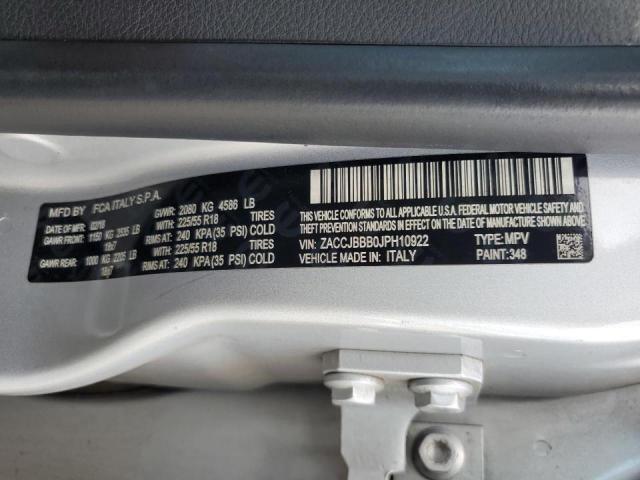 MFD BY FCA ITALY S.P.A.
DATE OF MFR: 02/18 GVWR: 2080 KG 4586 LB
GAWR FRONT: 1150 KG 2535 LB WITH 225/55 R18 TIRES
18x7 RIMS AT: 240 KPA (35 PSI) COLD
GAWR REAR: 1000 KG 2205 LB WITH 225/55 R18 TIRES
18x7 RIMS AT: 240 KPA (35 PSI) COLD
THIS VEHICLE CONFORMS TO ALL APPLICABLE U.S.A. FEDERAL MOTOR VEHICLE SAFETY, BUMPER, AND THEFT PREVENTION STANDARDS IN EFFECT ON THE DATE OF MANUFACTURE SHOWN ABOVE.
VIN: ZACCJBBB0JPH10922 TYPE: MPV
VEHICLE MADE IN: ITALY PAINT: 348